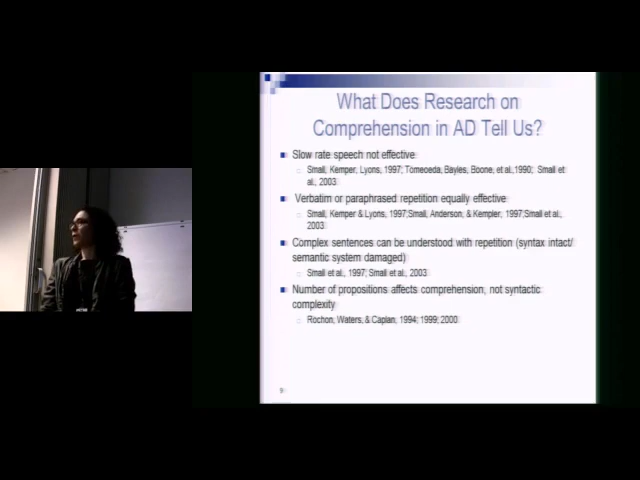 What Does Research on
Comprehension in AD Tell Us?
Slow rate speech not effective
Small, Kemper, Lyons, 1997; Tomeoeda, Bayles, Boone, et al.,1990; Small et
al., 2003
Verbatim or paraphrased repetition equally effective
Small, Kemper & Lyons, 1997;Small, Anderson, & Kempler, 1997;Small et al.,
2003
Complex sentences can be understood with repetition (syntax intact/
semantic system damaged)
Small et al., 1997; Small et al., 2003
Number of propositions affects comprehension, not syntactic
complexity
Rochon, Waters, & Caplan, 1994; 1999; 2000